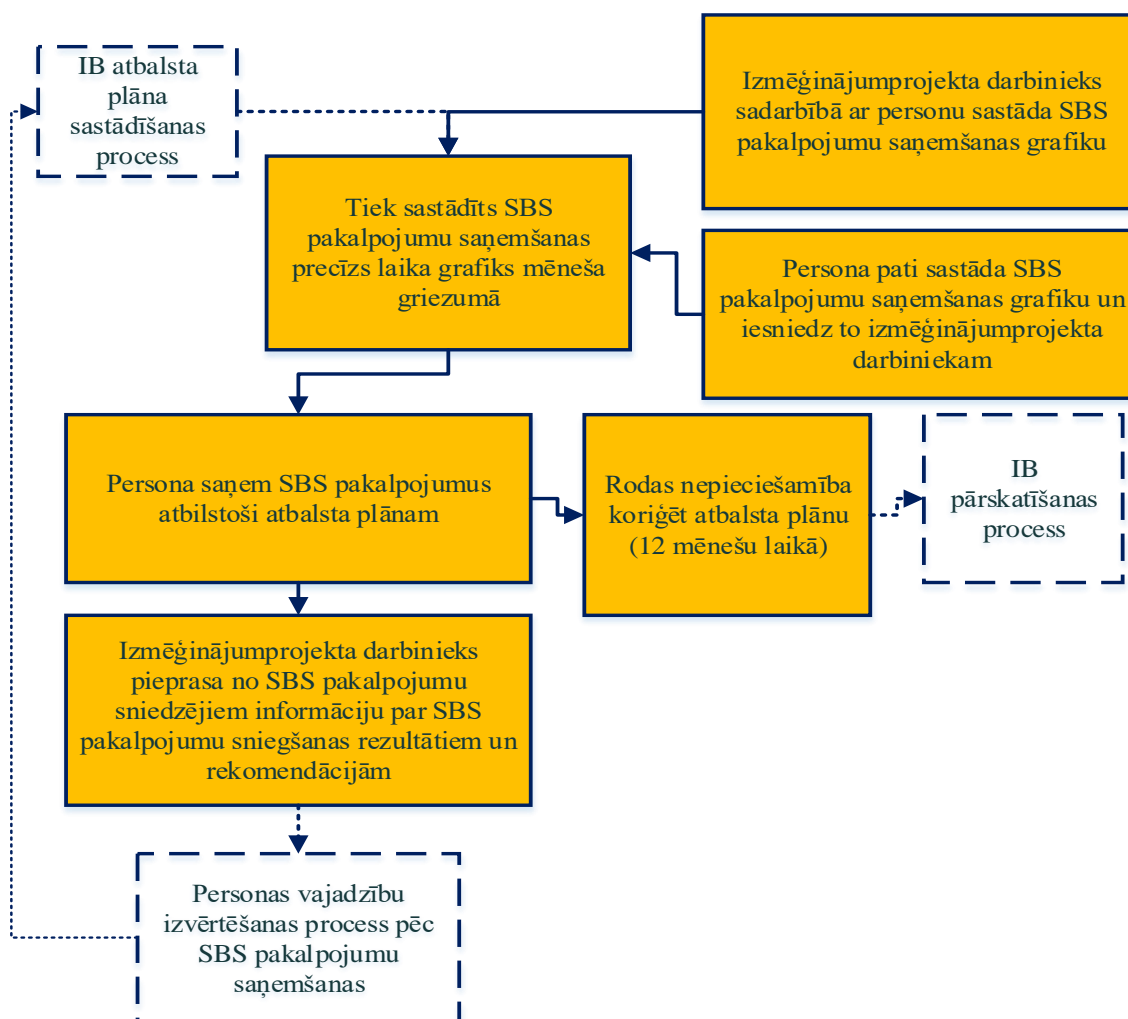 IB atbalsta
plāna
sastādīšanas
process
Izmēģinājumprojekta darbinieks
sadarbībā ar personu sastāda SBS
pakalpojumu saņemšanas grafiku
Tiek sastādīts SBS
pakalpojumu saņemšanas
precīzs laika grafiks mēneša
griezumā
Persona pati sastāda SBS
pakalpojumu saņemšanas grafiku un
iesniedz to izmēģinājumprojekta
darbiniekam
Persona saņem SBS pakalpojumus
atbilstoši atbalsta plānam
Rodas nepieciešamība
koriģēt atbalsta plānu
(12 mēnešu laikā)
IB
pārskatīšanas
process
Izmēģinājumprojekta darbinieks
pieprasa no SBS pakalpojumu
sniedzējiem informāciju par SBS
pakalpojumu sniegšanas rezultātiem un
rekomendācijām
Personas vajadzību
izvērtēšanas process pēc
SBS pakalpojumu
saņemšanas